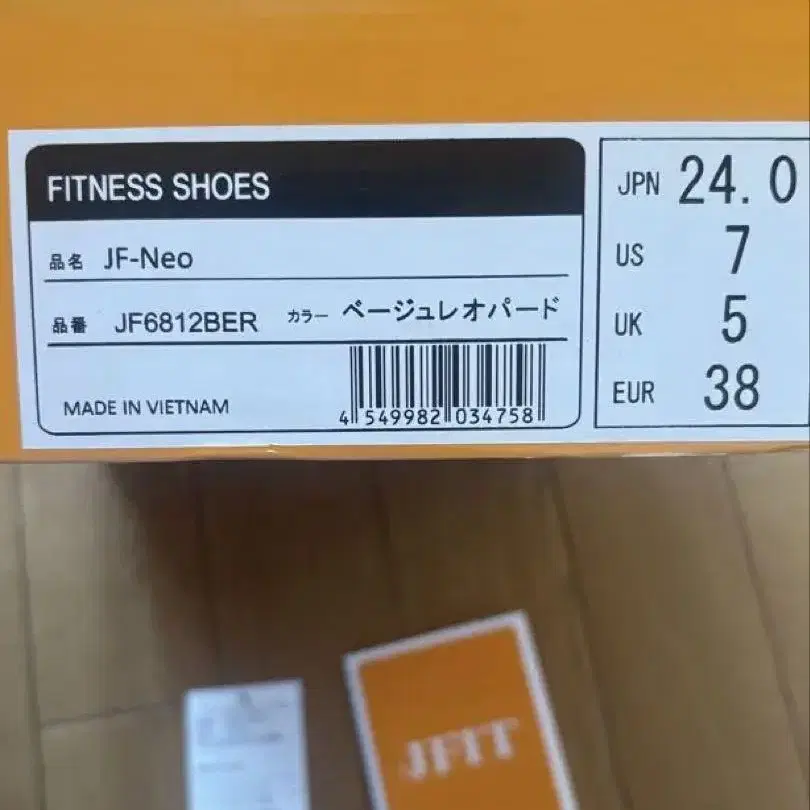 FITNESS SHOES
品名 JF-Neo
品番 JF6812BER カラー ベージュレオパード
MADE IN VIETNAM
4 549982 034758
JPN 24.0
US 7
UK 5
EUR 38
JFIT